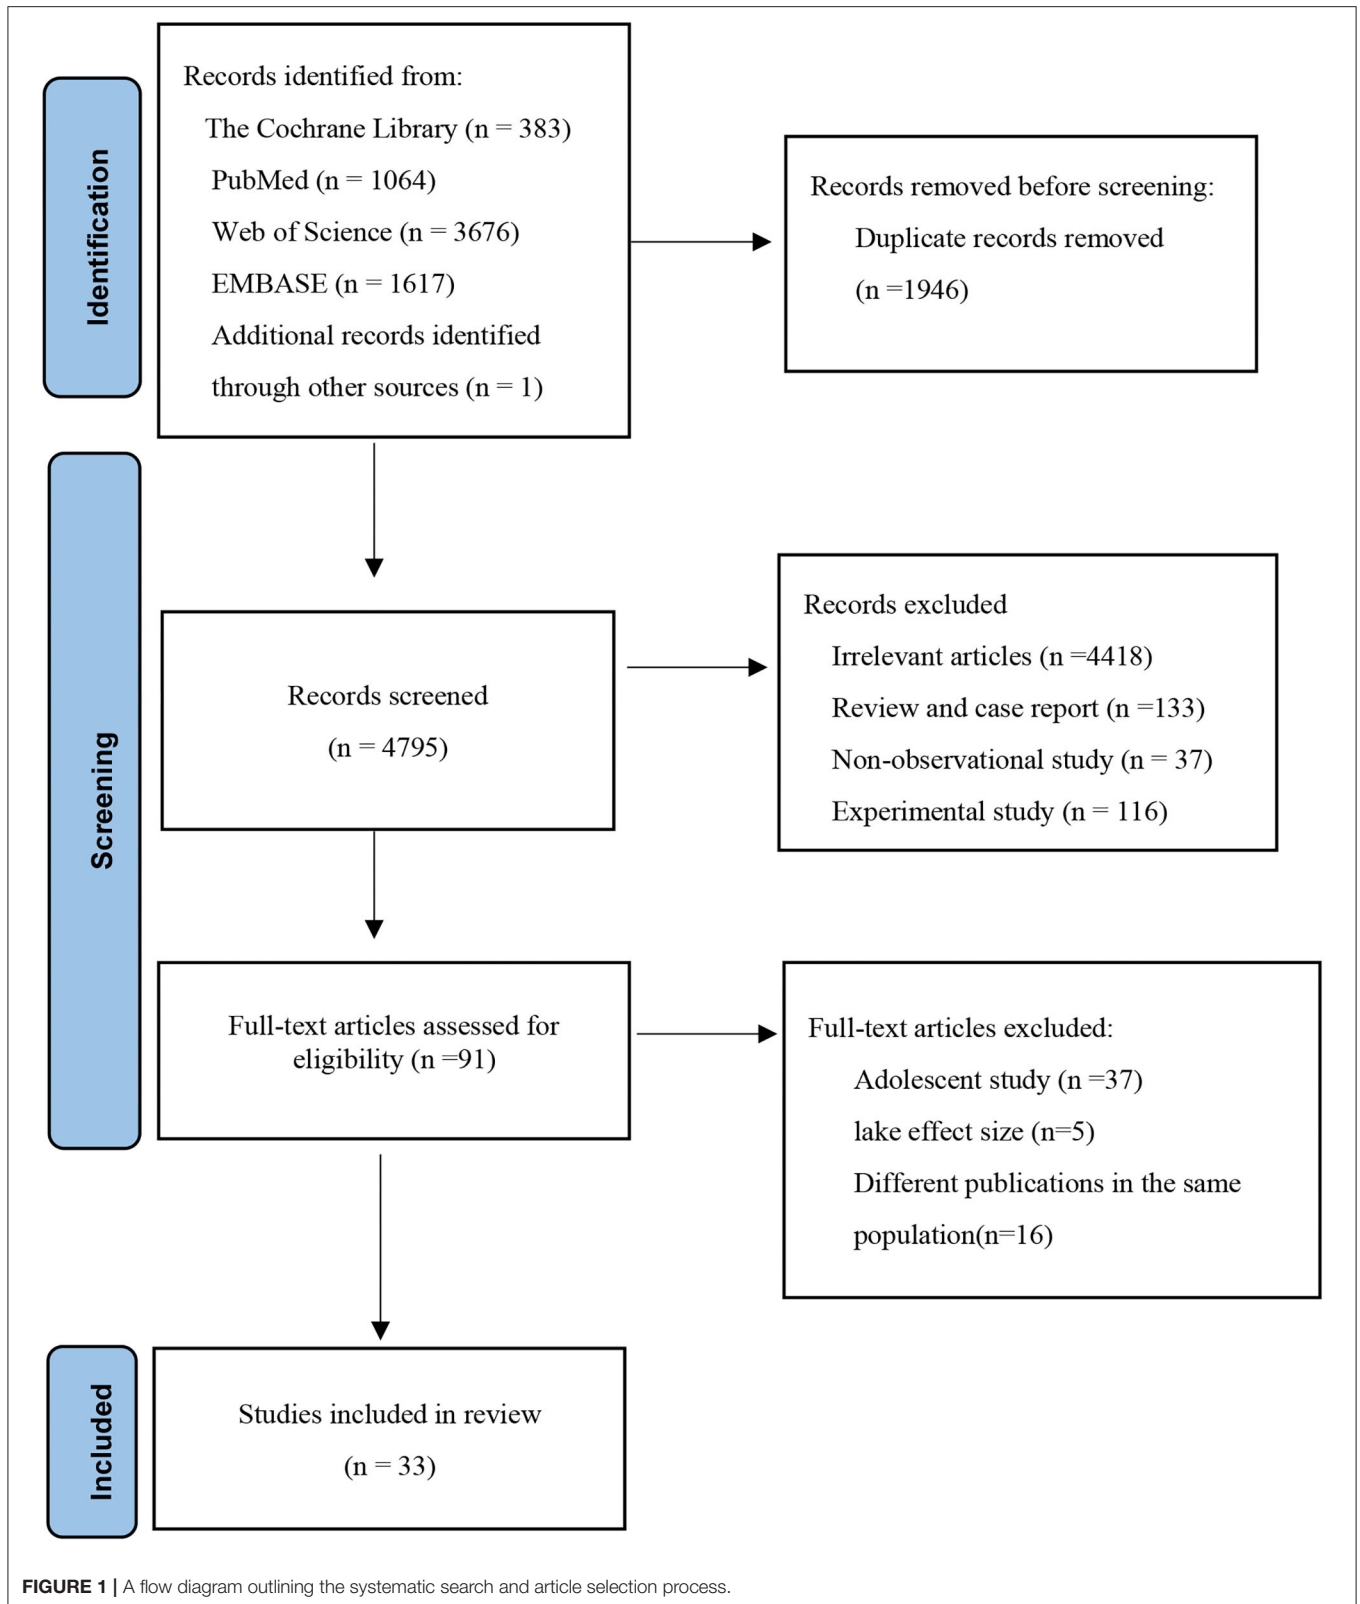 Identification
Records identified from:
The Cochrane Library (n = 383)
PubMed (n = 1064)
Web of Science (n = 3676)
EMBASE (n = 1617)
Additional records identified
through other sources (n = 1)
Records removed before screening:
Duplicate records removed
(n =1946)
Screening
Records screened
(n = 4795)
Records excluded
Irrelevant articles (n =4418)
Review and case report (n =133)
Non-observational study (n = 37)
Experimental study (n = 116)
Full-text articles assessed for
eligibility (n =91)
Full-text articles excluded:
Adolescent study (n =37)
lake effect size (n=5)
Different publications in the same
population(n=16)
Included
Studies included in review
(n = 33)
FIGURE 1 | A flow diagram outlining the systematic search and article selection process.